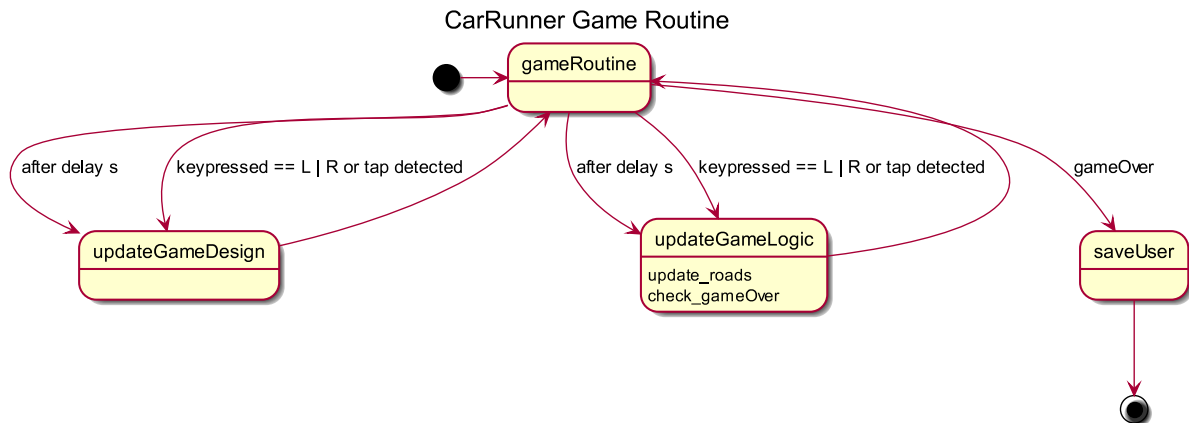 CarRunner Game Routine
gameRoutine
after delay s
keypressed == L | R or tap detected
after delay s
keypressed == L | R or tap detected
gameOver
updateGameDesign
updateGameLogic
update_roads
check_gameOver
saveUser